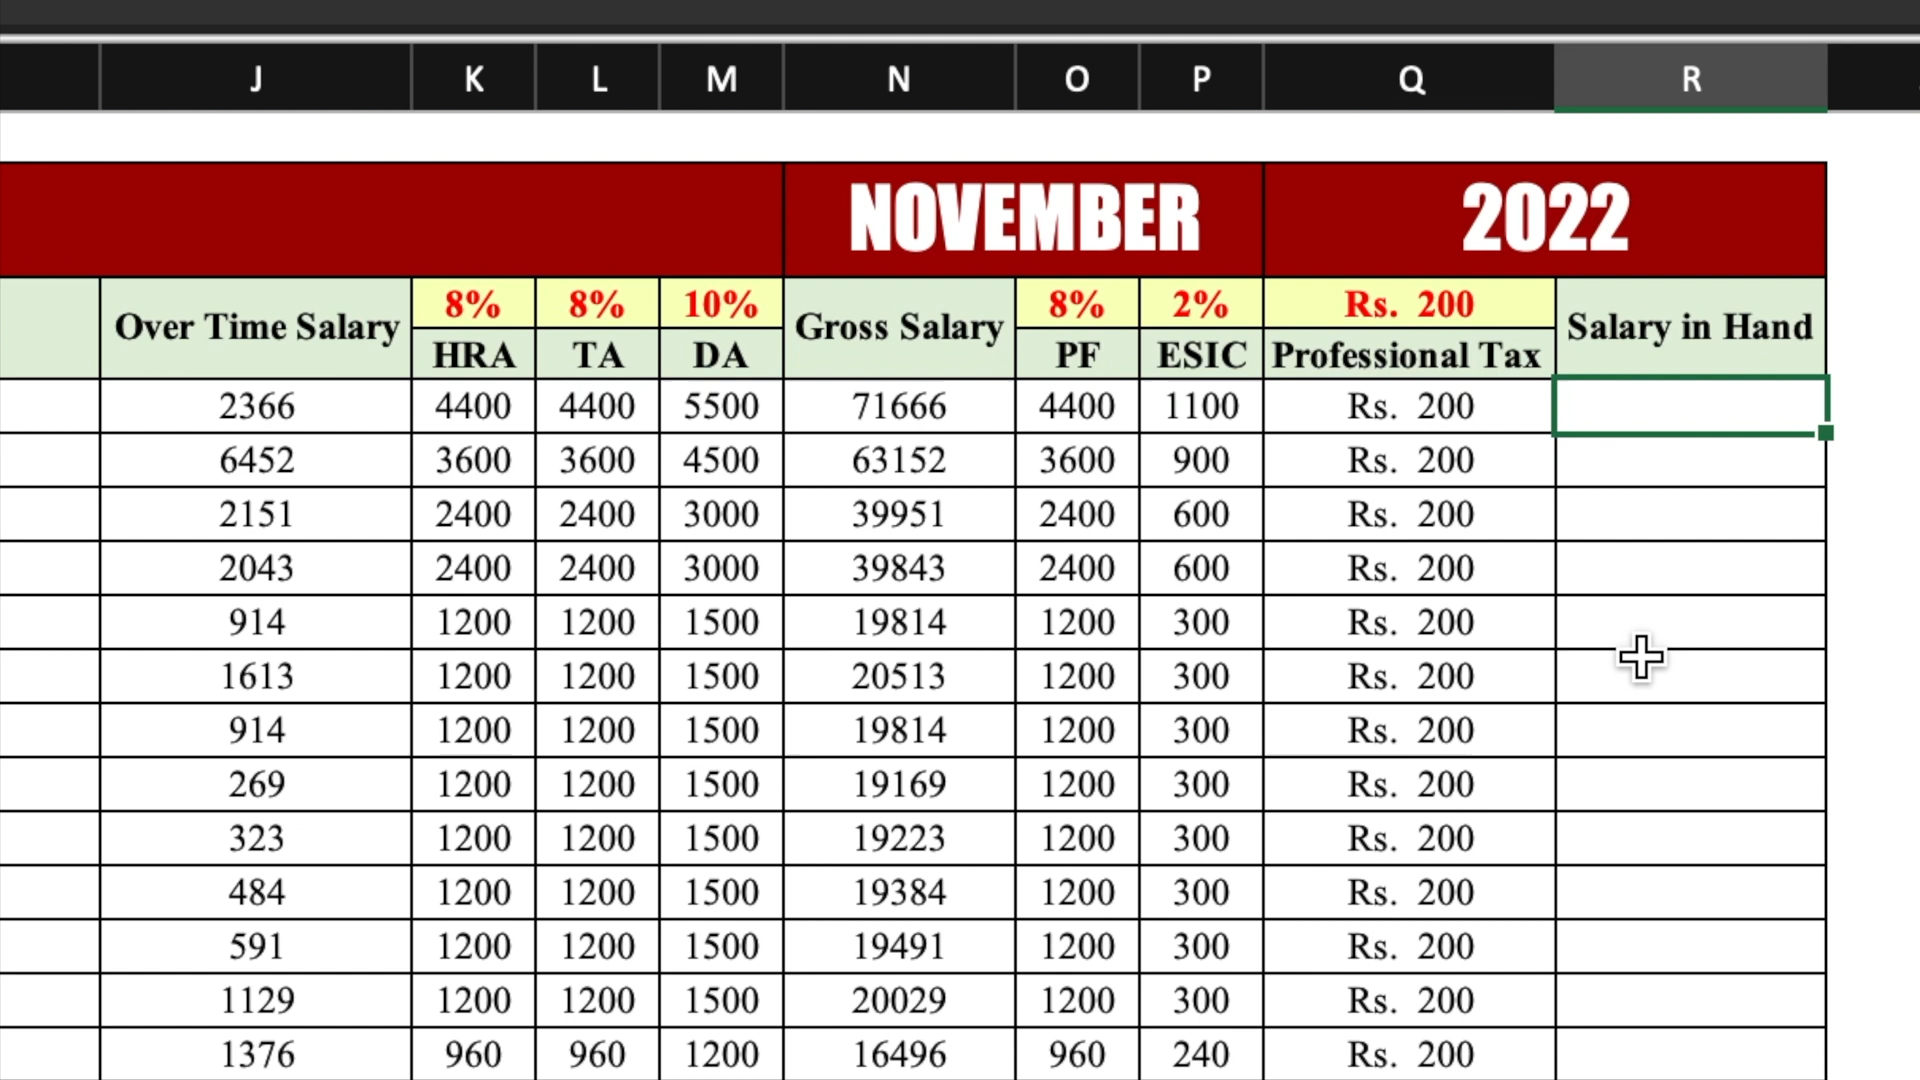 J K L M N O P Q R
NOVEMBER 2022
Over Time Salary 8% 8% 10% Gross Salary 8% 2% Rs. 200 Salary in Hand
HRA TA DA PF ESIC Professional Tax
2366 4400 4400 5500 71666 4400 1100 Rs. 200
6452 3600 3600 4500 63152 3600 900 Rs. 200
2151 2400 2400 3000 39951 2400 600 Rs. 200
2043 2400 2400 3000 39843 2400 600 Rs. 200
914 1200 1200 1500 19814 1200 300 Rs. 200
1613 1200 1200 1500 20513 1200 300 Rs. 200
914 1200 1200 1500 19814 1200 300 Rs. 200
269 1200 1200 1500 19169 1200 300 Rs. 200
323 1200 1200 1500 19223 1200 300 Rs. 200
484 1200 1200 1500 19384 1200 300 Rs. 200
591 1200 1200 1500 19491 1200 300 Rs. 200
1129 1200 1200 1500 20029 1200 300 Rs. 200
1376 960 960 1200 16496 960 240 Rs. 200